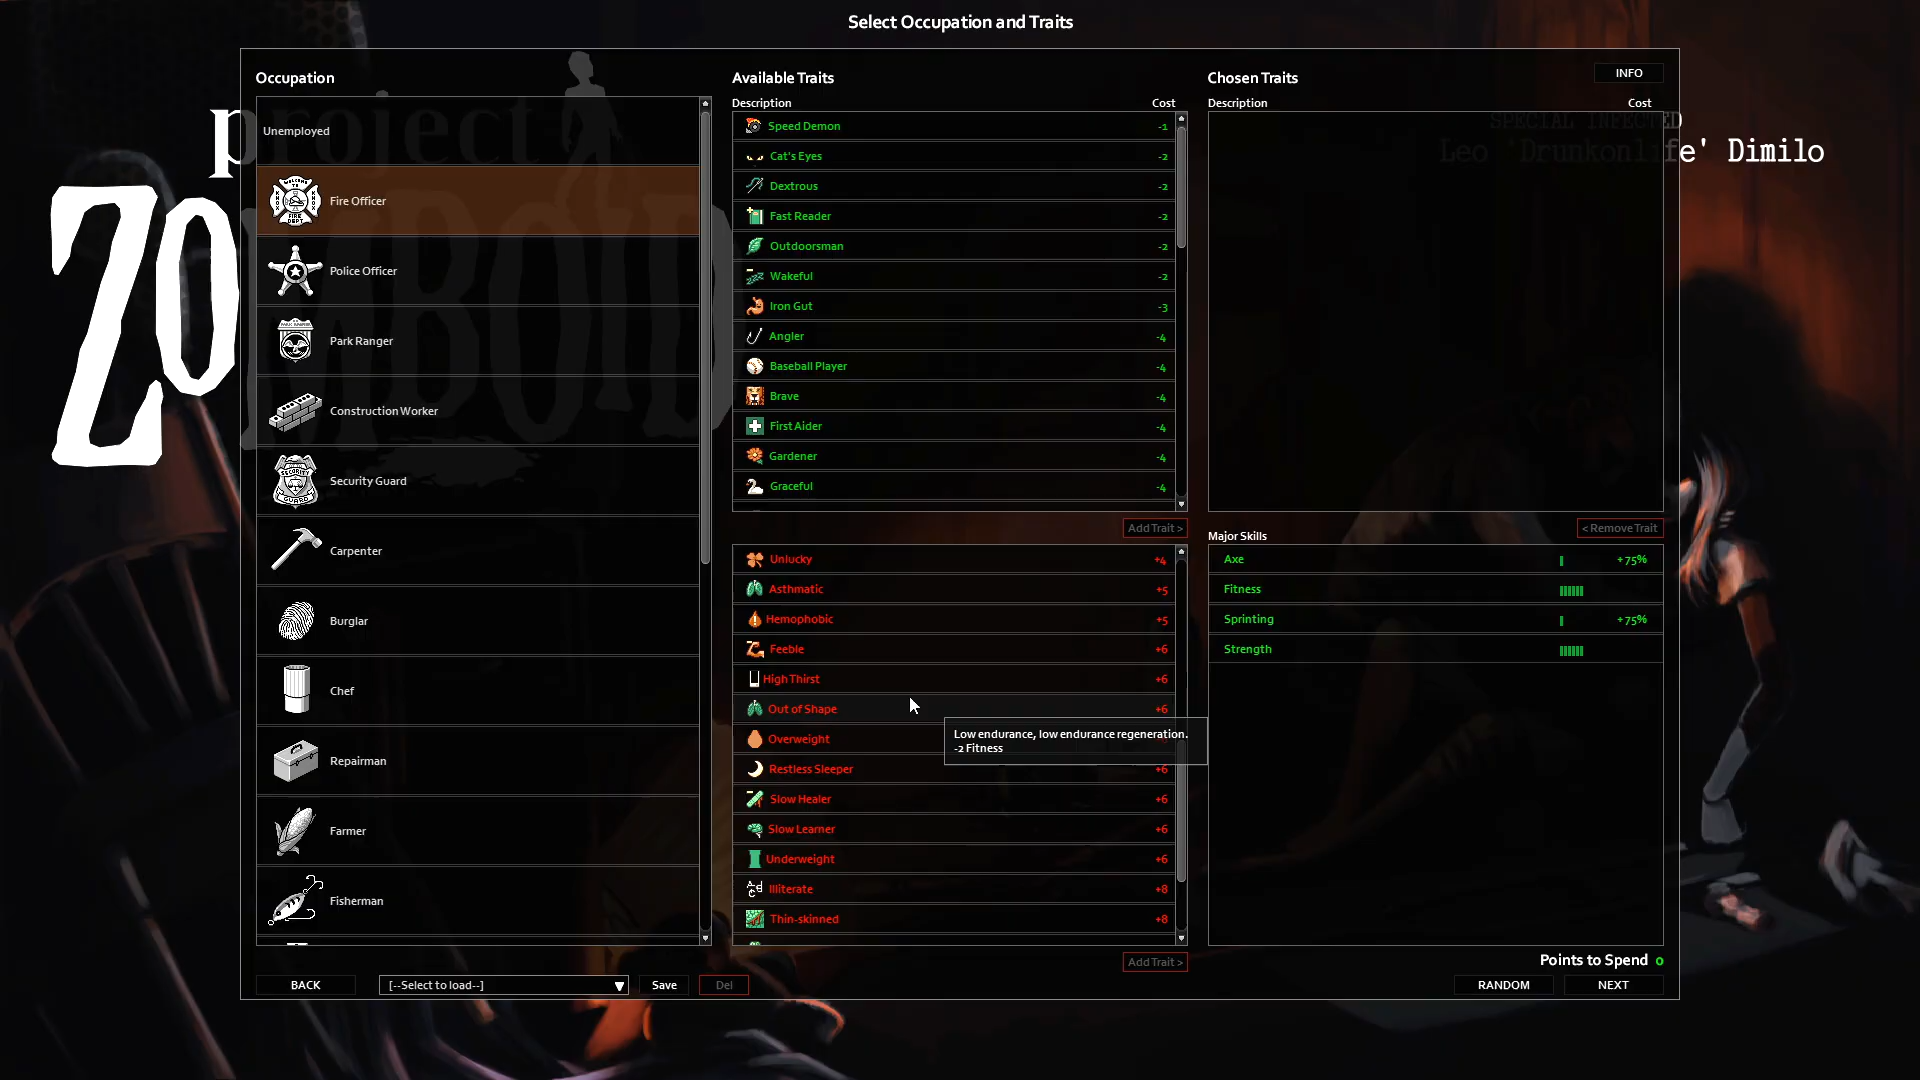 Select Occupation and Traits
Occupation
Available Traits
Chosen Traits
INFO
Description Cost
Description Cost
project
ZOMBOID
SPECIAL INFECTED
Leo 'Drunkonlife' Dimilo
Unemployed
Fire Officer
Police Officer
Park Ranger
Construction Worker
Security Guard
Carpenter
Burglar
Chef
Repairman
Farmer
Fisherman
Speed Demon -1
Cat's Eyes -2
Dextrous -2
Fast Reader -2
Outdoorsman -2
Wakeful -2
Iron Gut -3
Angler -4
Baseball Player -4
Brave -4
First Aider -4
Gardener -4
Graceful -4
Add Trait >
Unlucky +4
Asthmatic +5
Hemophobic +5
Feeble +6
High Thirst +6
Out of Shape +6
Overweight
Low endurance, low endurance regeneration.
-2 Fitness
Restless Sleeper +6
Slow Healer +6
Slow Learner +6
Underweight +6
Illiterate +8
Thin-skinned +8
Add Trait >
< Remove Trait
Major Skills
Axe +75%
Fitness
Sprinting +75%
Strength
Points to Spend 0
BACK
[--Select to load--]
Save
Del
RANDOM
NEXT